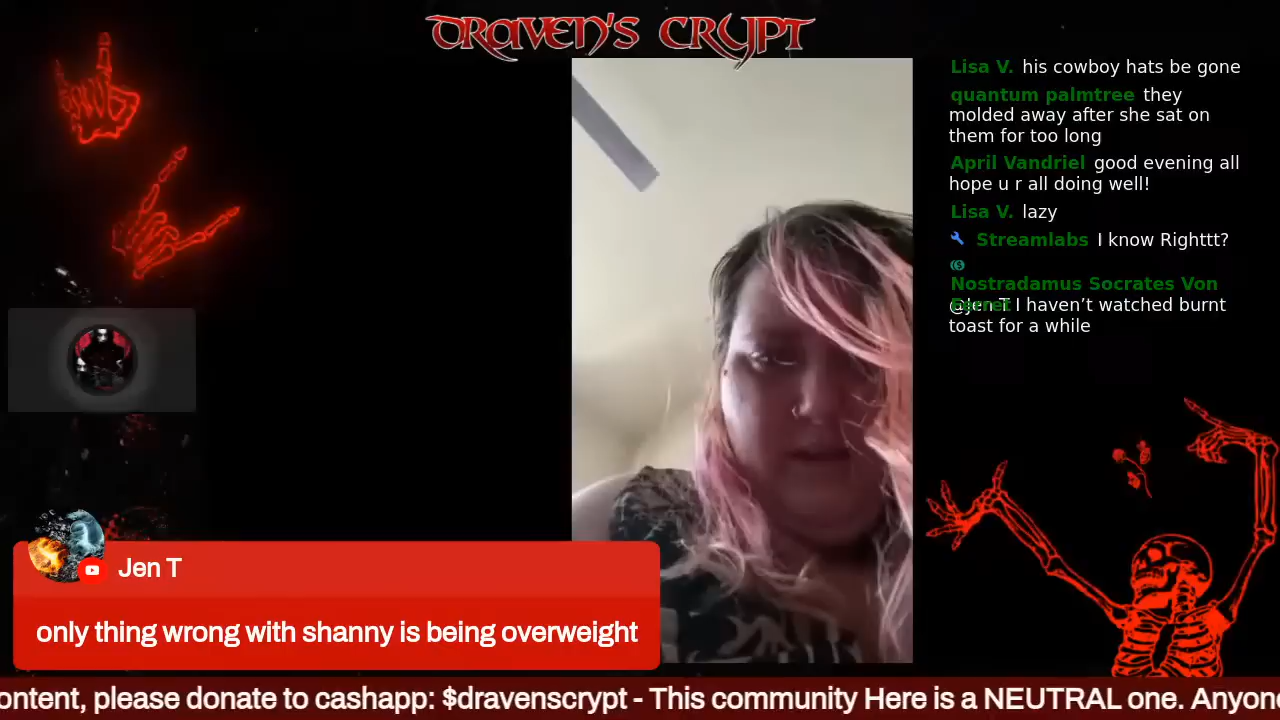 DRAVEN'S CRYPT
Lisa V. his cowboy hats be gone
quantum palmtree they
molded away after she sat on
them for too long
April Vandriel good evening all
hope u r all doing well!
Lisa V. lazy
Streamlabs I know Righttt?
Nostradamus Socrates Von
Ferret
@Jen T I haven’t watched burnt
toast for a while
Jen T
only thing wrong with shanny is being overweight
ontent, please donate to cashapp: $dravenscrypt - This community Here is a NEUTRAL one. Anyone